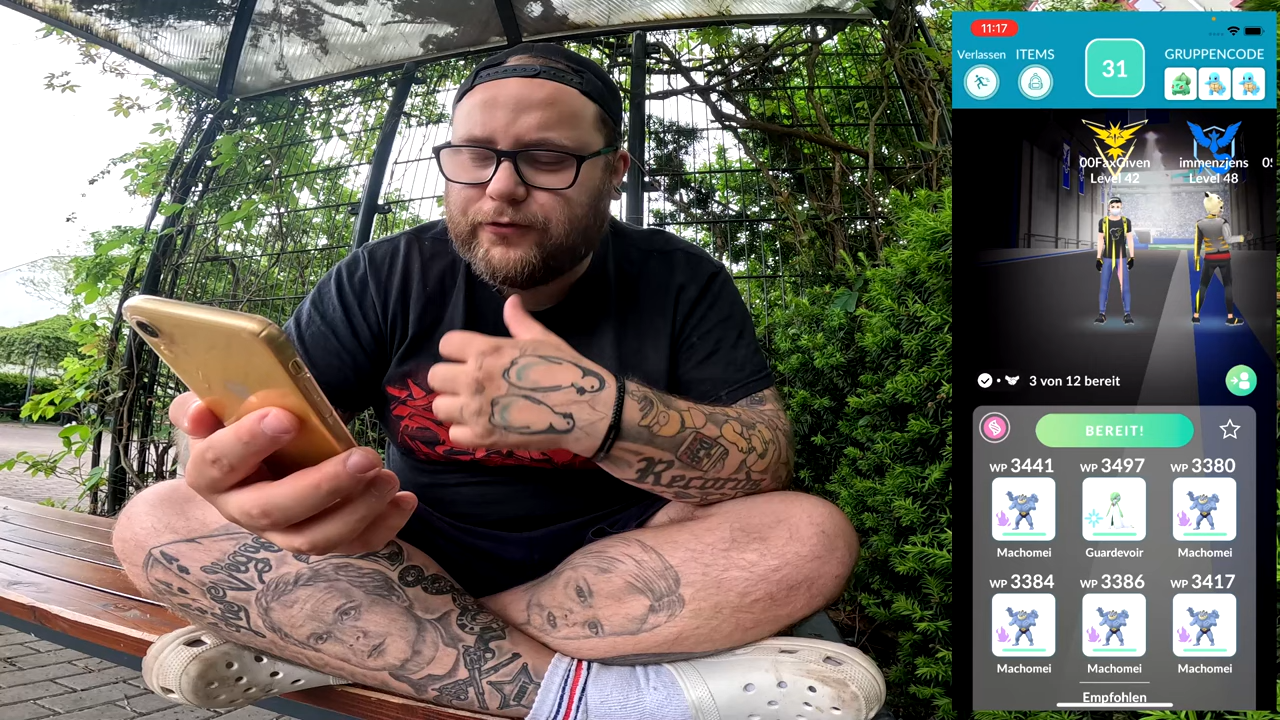 11:17
Verlassen
ITEMS
31
GRUPPENCODE
00FaxGiven
Level 42
immenzjens
Level 48
3 von 12 bereit
BEREIT!
WP 3441
WP 3497
WP 3380
Machomei
Guardevoir
Machomei
WP 3384
WP 3386
WP 3417
Machomei
Machomei
Machomei
Empfohlen